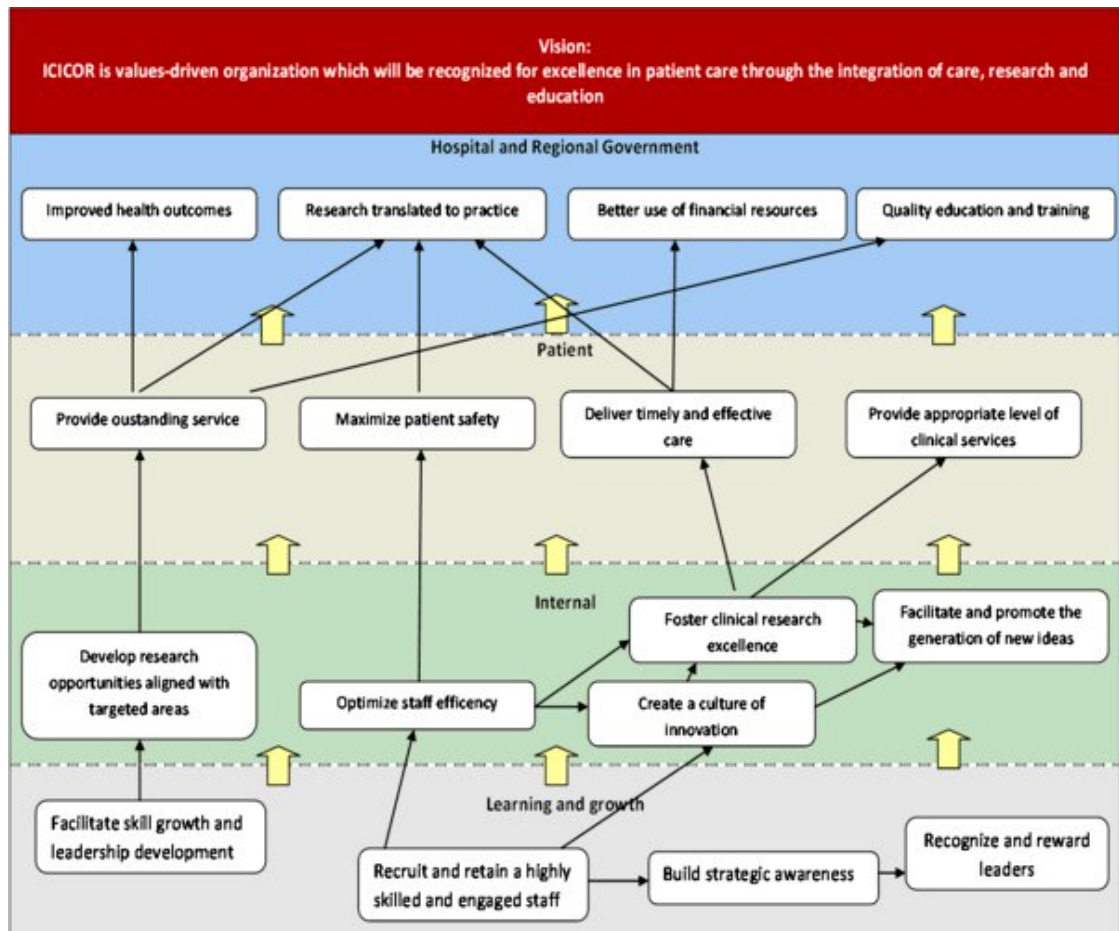 Vision:
ICICOR is values-driven organization which will be recognized for excellence in patient care through the integration of care, research and
education
Hospital and Regional Government
Improved health outcomes
Research translated to practice
Better use of financial resources
Quality education and training
Patient
Provide oustanding service
Maximize patient safety
Deliver timely and effective
care
Provide appropriate level of
clinical services
Internal
Develop research
opportunities aligned with
targeted areas
Optimize staff efficency
Foster clinical research
excellence
Create a culture of
innovation
Facilitate and promote the
generation of new ideas
Learning and growth
Facilitate skill growth and
leadership development
Recruit and retain a highly
skilled and engaged staff
Build strategic awareness
Recognize and reward
leaders